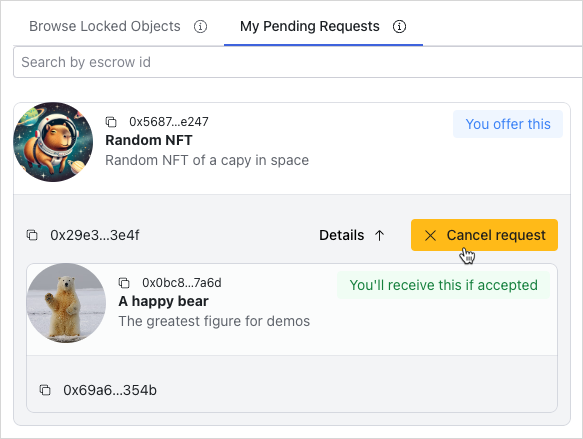 Browse Locked Objects
My Pending Requests
Search by escrow id
0x5687...e247
You offer this
Random NFT
Random NFT of a capy in space
0x29e3...3e4f
Details
Cancel request
0x0bc8...7a6d
You'll receive this if accepted
A happy bear
The greatest figure for demos
0x69a6...354b